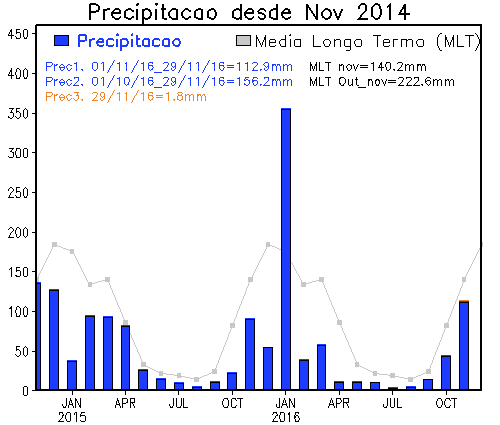 Precipitacao desde Nov 2014
Precipitacao Media Longo Termo (MLT)
Prec1. 01/11/16_29/11/16=112.9mm MLT nov=140.2mm
Prec2. 01/10/16_29/11/16=156.2mm MLT Out_nov=222.6mm
Prec3. 29/11/16=1.8mm
450
400
350
300
250
200
150
100
50
0
JAN APR JUL OCT JAN APR JUL OCT
2015 2016